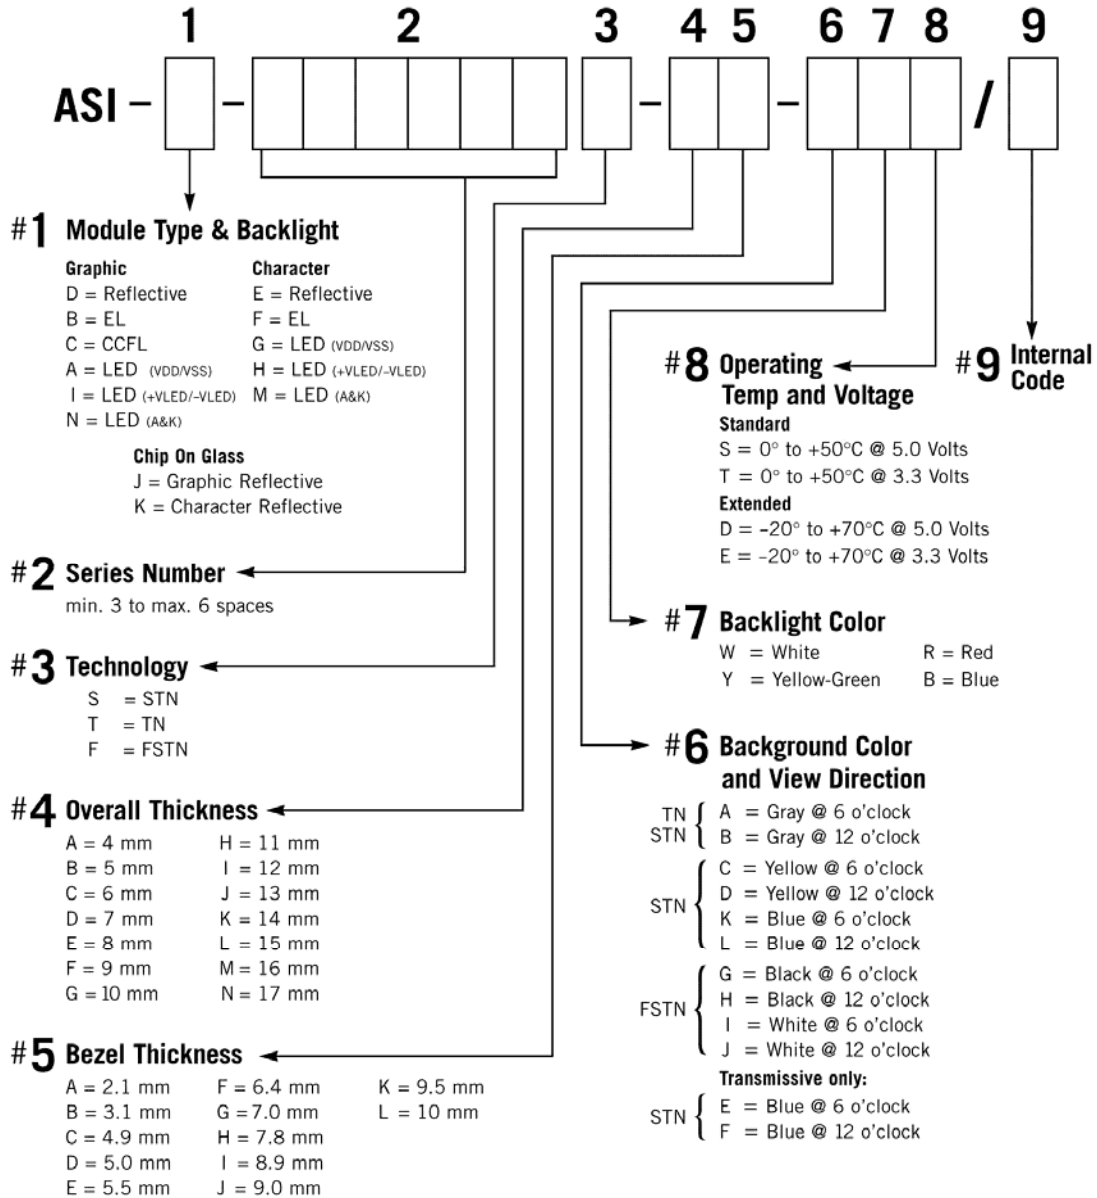 1 2 3 4 5 6 7 8 9
ASI – – – – /
#1 Module Type & Backlight
Graphic
D = Reflective
B = EL
C = CCFL
A = LED (VDD/VSS)
I = LED (+VLED/–VLED)
N = LED (A&K)
Character
E = Reflective
F = EL
G = LED (VDD/VSS)
H = LED (+VLED/–VLED)
M = LED (A&K)
Chip On Glass
J = Graphic Reflective
K = Character Reflective
#2 Series Number
min. 3 to max. 6 spaces
#3 Technology
S = STN
T = TN
F = FSTN
#4 Overall Thickness
A = 4 mm
B = 5 mm
C = 6 mm
D = 7 mm
E = 8 mm
F = 9 mm
G = 10 mm
H = 11 mm
I = 12 mm
J = 13 mm
K = 14 mm
L = 15 mm
M = 16 mm
N = 17 mm
#5 Bezel Thickness
A = 2.1 mm
B = 3.1 mm
C = 4.9 mm
D = 5.0 mm
E = 5.5 mm
F = 6.4 mm
G = 7.0 mm
H = 7.8 mm
I = 8.9 mm
J = 9.0 mm
K = 9.5 mm
L = 10 mm
#8 Operating
Temp and Voltage
Standard
S = 0° to +50°C @ 5.0 Volts
T = 0° to +50°C @ 3.3 Volts
Extended
D = –20° to +70°C @ 5.0 Volts
E = –20° to +70°C @ 3.3 Volts
#9 Internal
Code
#7 Backlight Color
W = White
Y = Yellow-Green
R = Red
B = Blue
#6 Background Color
and View Direction
TN
STN
A = Gray @ 6 o'clock
B = Gray @ 12 o'clock
STN
C = Yellow @ 6 o'clock
D = Yellow @ 12 o'clock
K = Blue @ 6 o'clock
L = Blue @ 12 o'clock
FSTN
G = Black @ 6 o'clock
H = Black @ 12 o'clock
I = White @ 6 o'clock
J = White @ 12 o'clock
Transmissive only:
STN
E = Blue @ 6 o'clock
F = Blue @ 12 o'clock